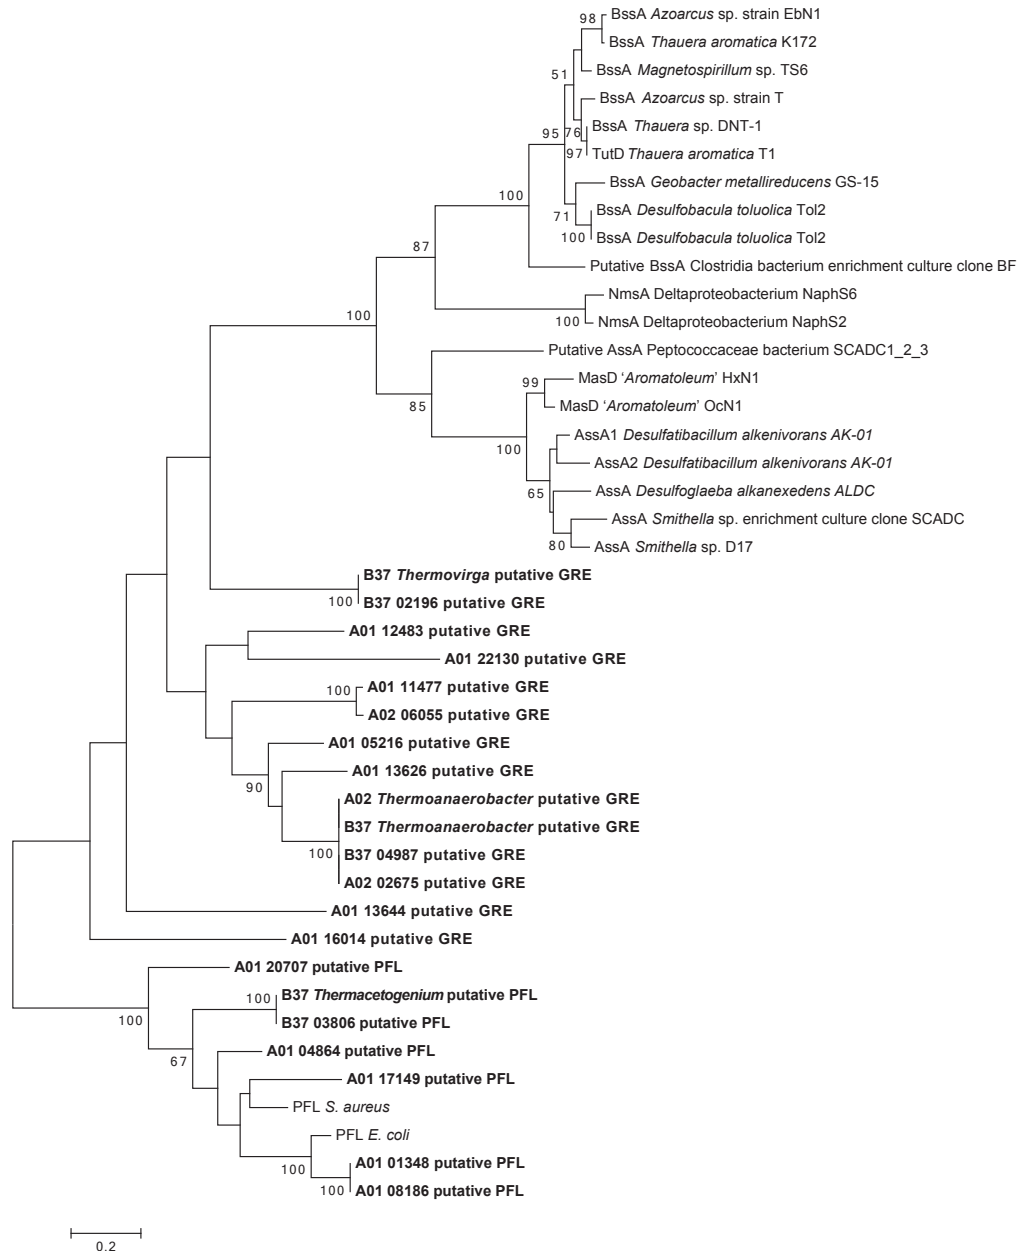 98
BssA Azoarcus sp. strain EbN1
BssA Thauera aromatica K172
BssA Magnetospirillum sp. TS6
51
BssA Azoarcus sp. strain T
BssA Thauera sp. DNT-1
95
76
97
TutD Thauera aromatica T1
BssA Geobacter metallireducens GS-15
100
71
BssA Desulfobacula toluolica Tol2
100
BssA Desulfobacula toluolica Tol2
87
Putative BssA Clostridia bacterium enrichment culture clone BF
NmsA Deltaproteobacterium NaphS6
100
100
NmsA Deltaproteobacterium NaphS2
Putative AssA Peptococcaceae bacterium SCADC1_2_3
99
MasD ‘Aromatoleum’ HxN1
85
MasD ‘Aromatoleum’ OcN1
100
AssA1 Desulfatibacillum alkenivorans AK-01
AssA2 Desulfatibacillum alkenivorans AK-01
65
AssA Desulfoglaeba alkanexedens ALDC
AssA Smithella sp. enrichment culture clone SCADC
80
AssA Smithella sp. D17
B37 Thermovirga putative GRE
100
B37 02196 putative GRE
A01 12483 putative GRE
A01 22130 putative GRE
100
A01 11477 putative GRE
A02 06055 putative GRE
A01 05216 putative GRE
90
A01 13626 putative GRE
A02 Thermoanaerobacter putative GRE
B37 Thermoanaerobacter putative GRE
100
B37 04987 putative GRE
A02 02675 putative GRE
A01 13644 putative GRE
A01 16014 putative GRE
A01 20707 putative PFL
100
100
B37 Thermacetogenium putative PFL
B37 03806 putative PFL
67
A01 04864 putative PFL
A01 17149 putative PFL
PFL S. aureus
PFL E. coli
100
A01 01348 putative PFL
100
A01 08186 putative PFL
0.2